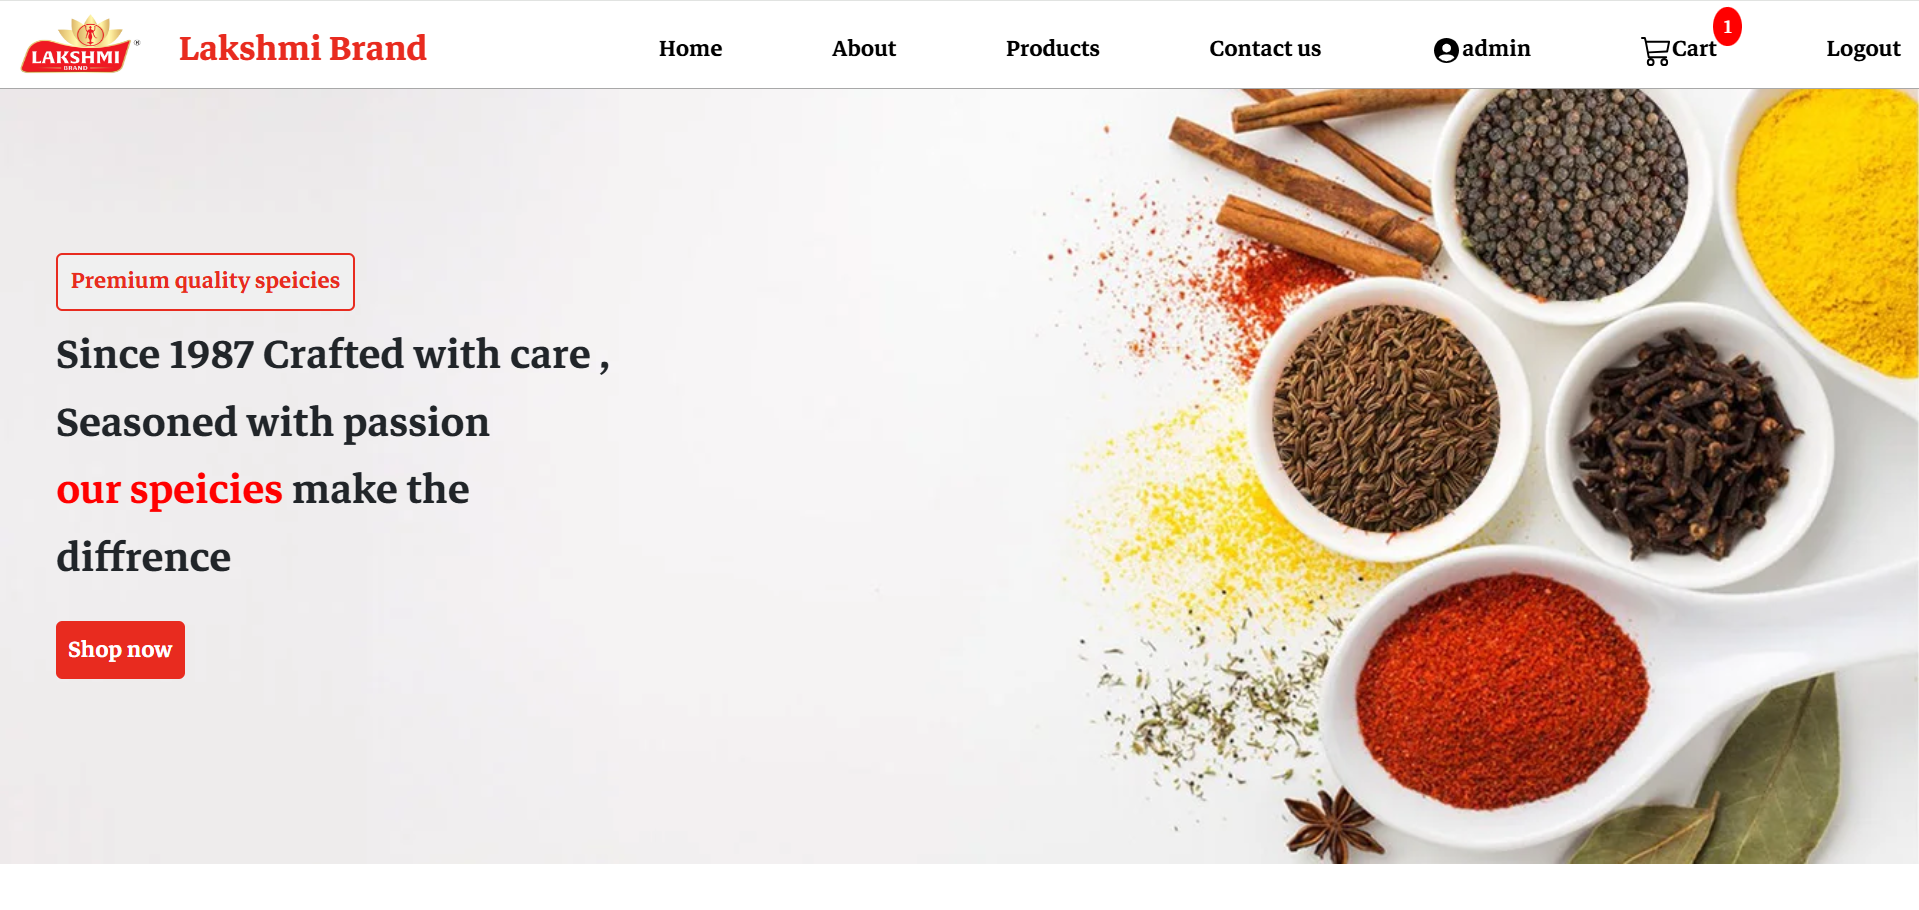 LAKSHMI
BRAND
®
Lakshmi Brand
Home
About
Products
Contact us
admin
Cart
1
Logout
Premium quality speicies
Since 1987 Crafted with care ,
Seasoned with passion
our speicies make the
diffrence
Shop now